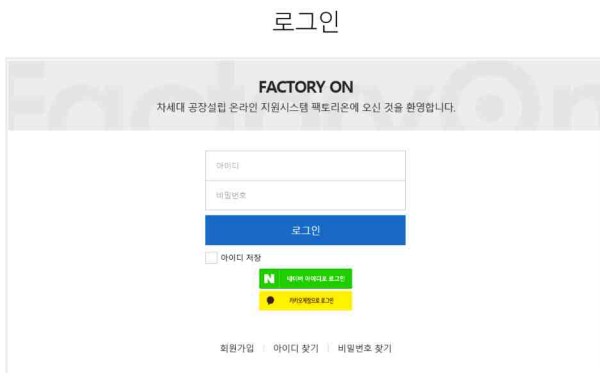 로그인
FactoryOn
FACTORY ON
차세대 공장설립 온라인 지원시스템 팩토리온에 오신 것을 환영합니다.
아이디
비밀번호
로그인
아이디 저장
N 네이버 아이디로 로그인
카카오계정으로 로그인
회원가입 아이디 찾기 비밀번호 찾기